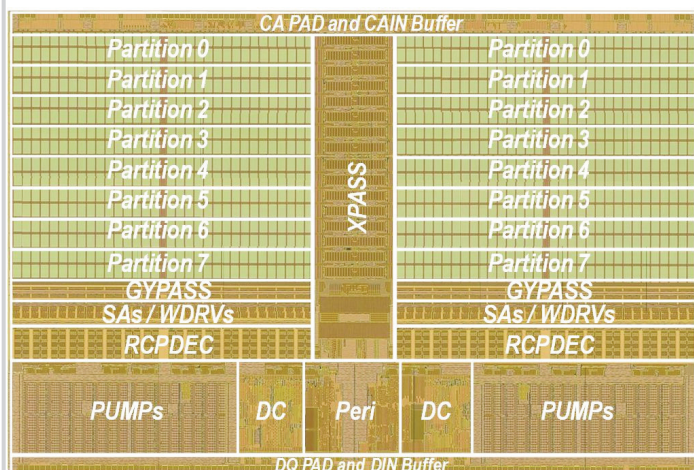 CA PAD and CAIN Buffer
Partition 0 Partition 0
Partition 1 Partition 1
Partition 2 Partition 2
Partition 3 Partition 3
Partition 4 Partition 4
XPASS
Partition 5 Partition 5
Partition 6 Partition 6
Partition 7 Partition 7
GYPASS GYPASS
SAs / WDRVs SAs / WDRVs
RCPDEC RCPDEC
PUMPs DC Peri DC PUMPs
DQ PAD and DIN Buffer